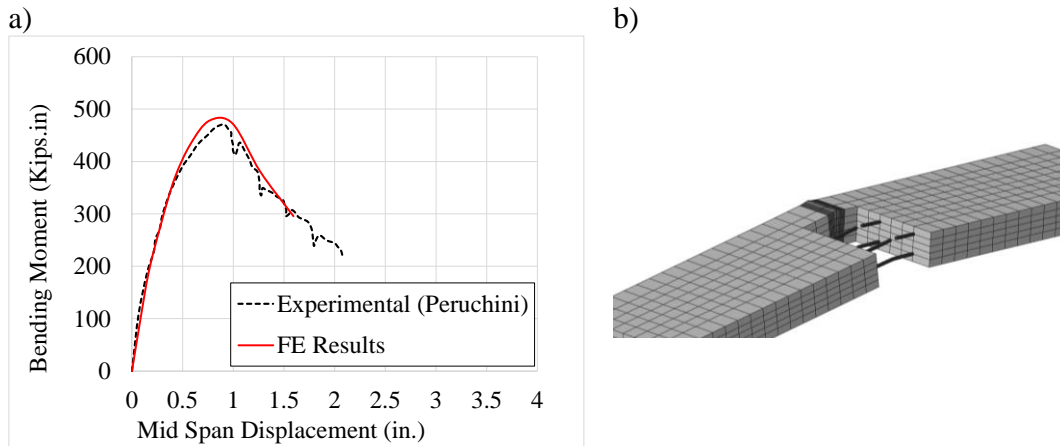 a)
b)
600
500
400
300
200
100
0
Bending Moment (Kips.in)
Experimental (Peruchini)
FE Results
0 0.5 1 1.5 2 2.5 3 3.5 4
Mid Span Displacement (in.)